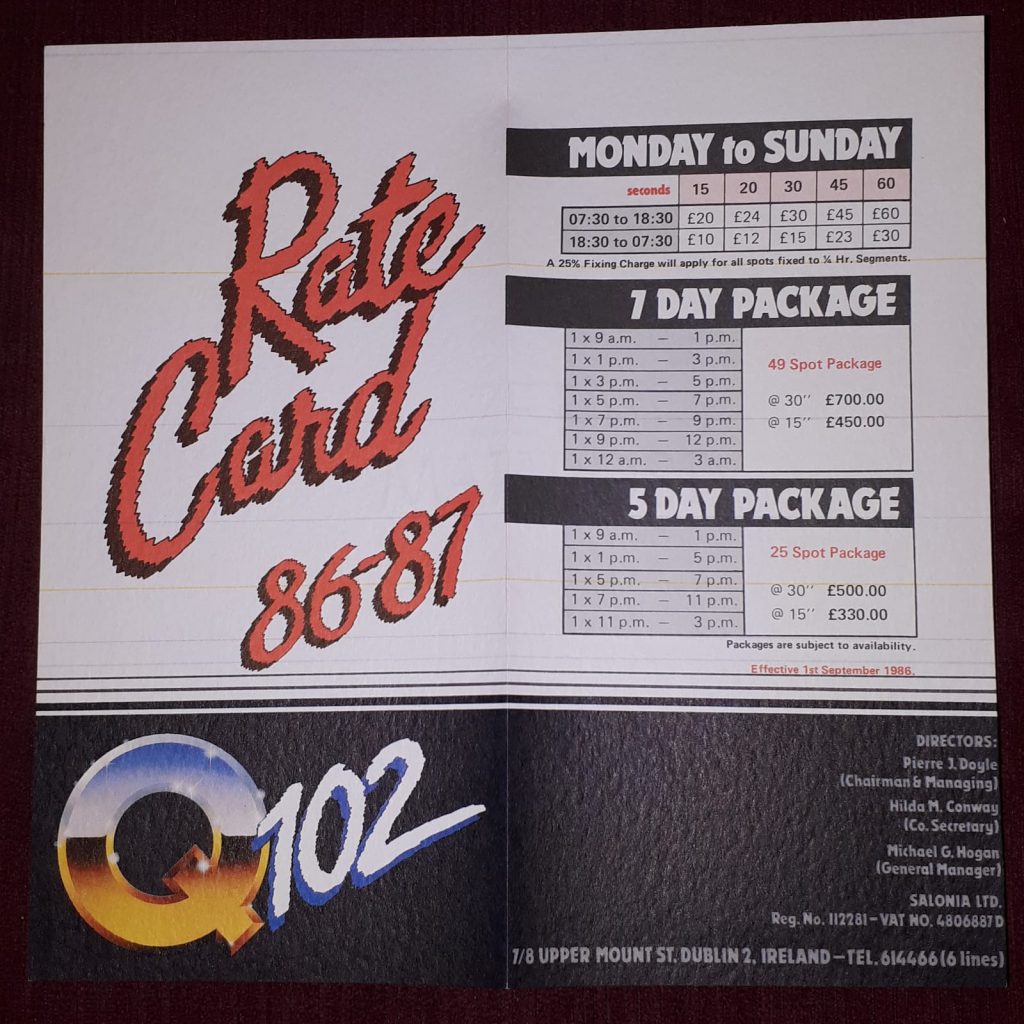 Rate
Card
86-87
MONDAY to SUNDAY
seconds 15 20 30 45 60
07:30 to 18:30 £20 £24 £30 £45 £60
18:30 to 07:30 £10 £12 £15 £23 £30
A 25% Fixing Charge will apply for all spots fixed to ¼ Hr. Segments.
7 DAY PACKAGE
1 x 9 a.m. — 1 p.m.
1 x 1 p.m. — 3 p.m.
1 x 3 p.m. — 5 p.m.
1 x 5 p.m. — 7 p.m.
1 x 7 p.m. — 9 p.m.
1 x 9 p.m. — 12 p.m.
1 x 12 a.m. — 3 a.m.
49 Spot Package
@ 30'' £700.00
@ 15'' £450.00
5 DAY PACKAGE
1 x 9 a.m. — 1 p.m.
1 x 1 p.m. — 5 p.m.
1 x 5 p.m. — 7 p.m.
1 x 7 p.m. — 11 p.m.
1 x 11 p.m. — 3 p.m.
25 Spot Package
@ 30'' £500.00
@ 15'' £330.00
Packages are subject to availability.
Effective 1st September 1986.
Q102
DIRECTORS:
Pierre J. Doyle
(Chairman & Managing)
Hilda M. Conway
(Co. Secretary)
Michael G. Hogan
(General Manager)
SALONIA LTD.
Reg. No. 112281 – VAT NO. 4806887D
7/8 UPPER MOUNT ST. DUBLIN 2, IRELAND – TEL. 614466 (6 lines)